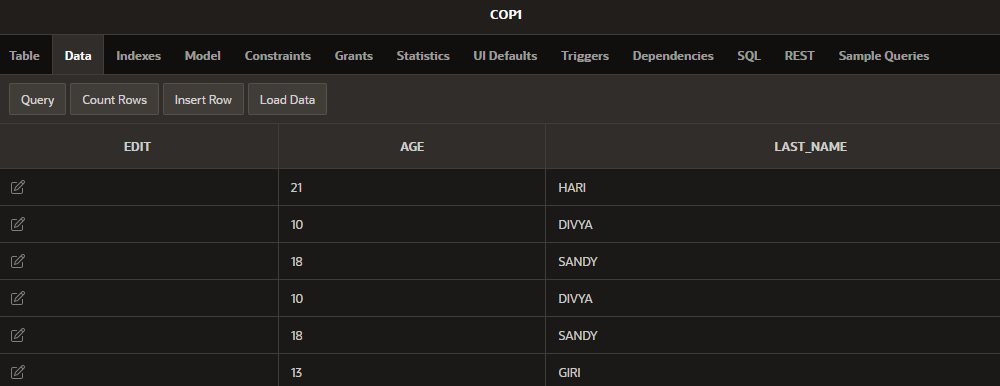 COP1
Table Data Indexes Model Constraints Grants Statistics UI Defaults Triggers Dependencies SQL REST Sample Queries
Query Count Rows Insert Row Load Data
EDIT AGE LAST_NAME
21 HARI
10 DIVYA
18 SANDY
10 DIVYA
18 SANDY
13 GIRI